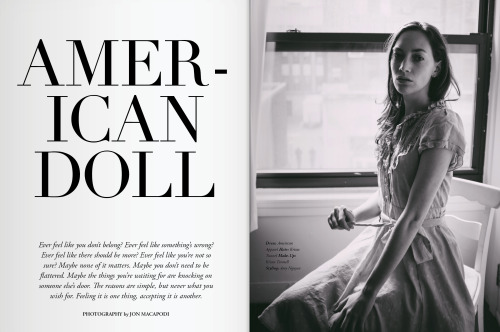 AMER-
ICAN
DOLL
Ever feel like you don't belong? Ever feel like something's wrong?
Ever feel like there should be more? Ever feel like you're not so
sure? Maybe none of it matters. Maybe you don't need to be
flattered. Maybe the things you're waiting for are knocking on
someone else's door. The reasons are simple, but never what you
wish for. Feeling it is one thing, accepting it is another.
PHOTOGRAPHY by JON MACAPODI